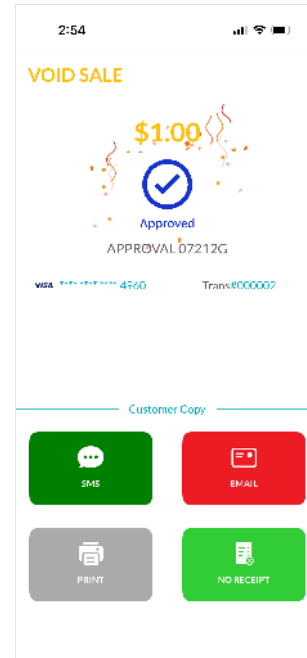 2:54
VOID SALE
$1.00
Approved
APPROVAL 07212G
VISA **** **** **** 4960 Trans#000002
Customer Copy
SMS EMAIL
PRINT NO RECEIPT